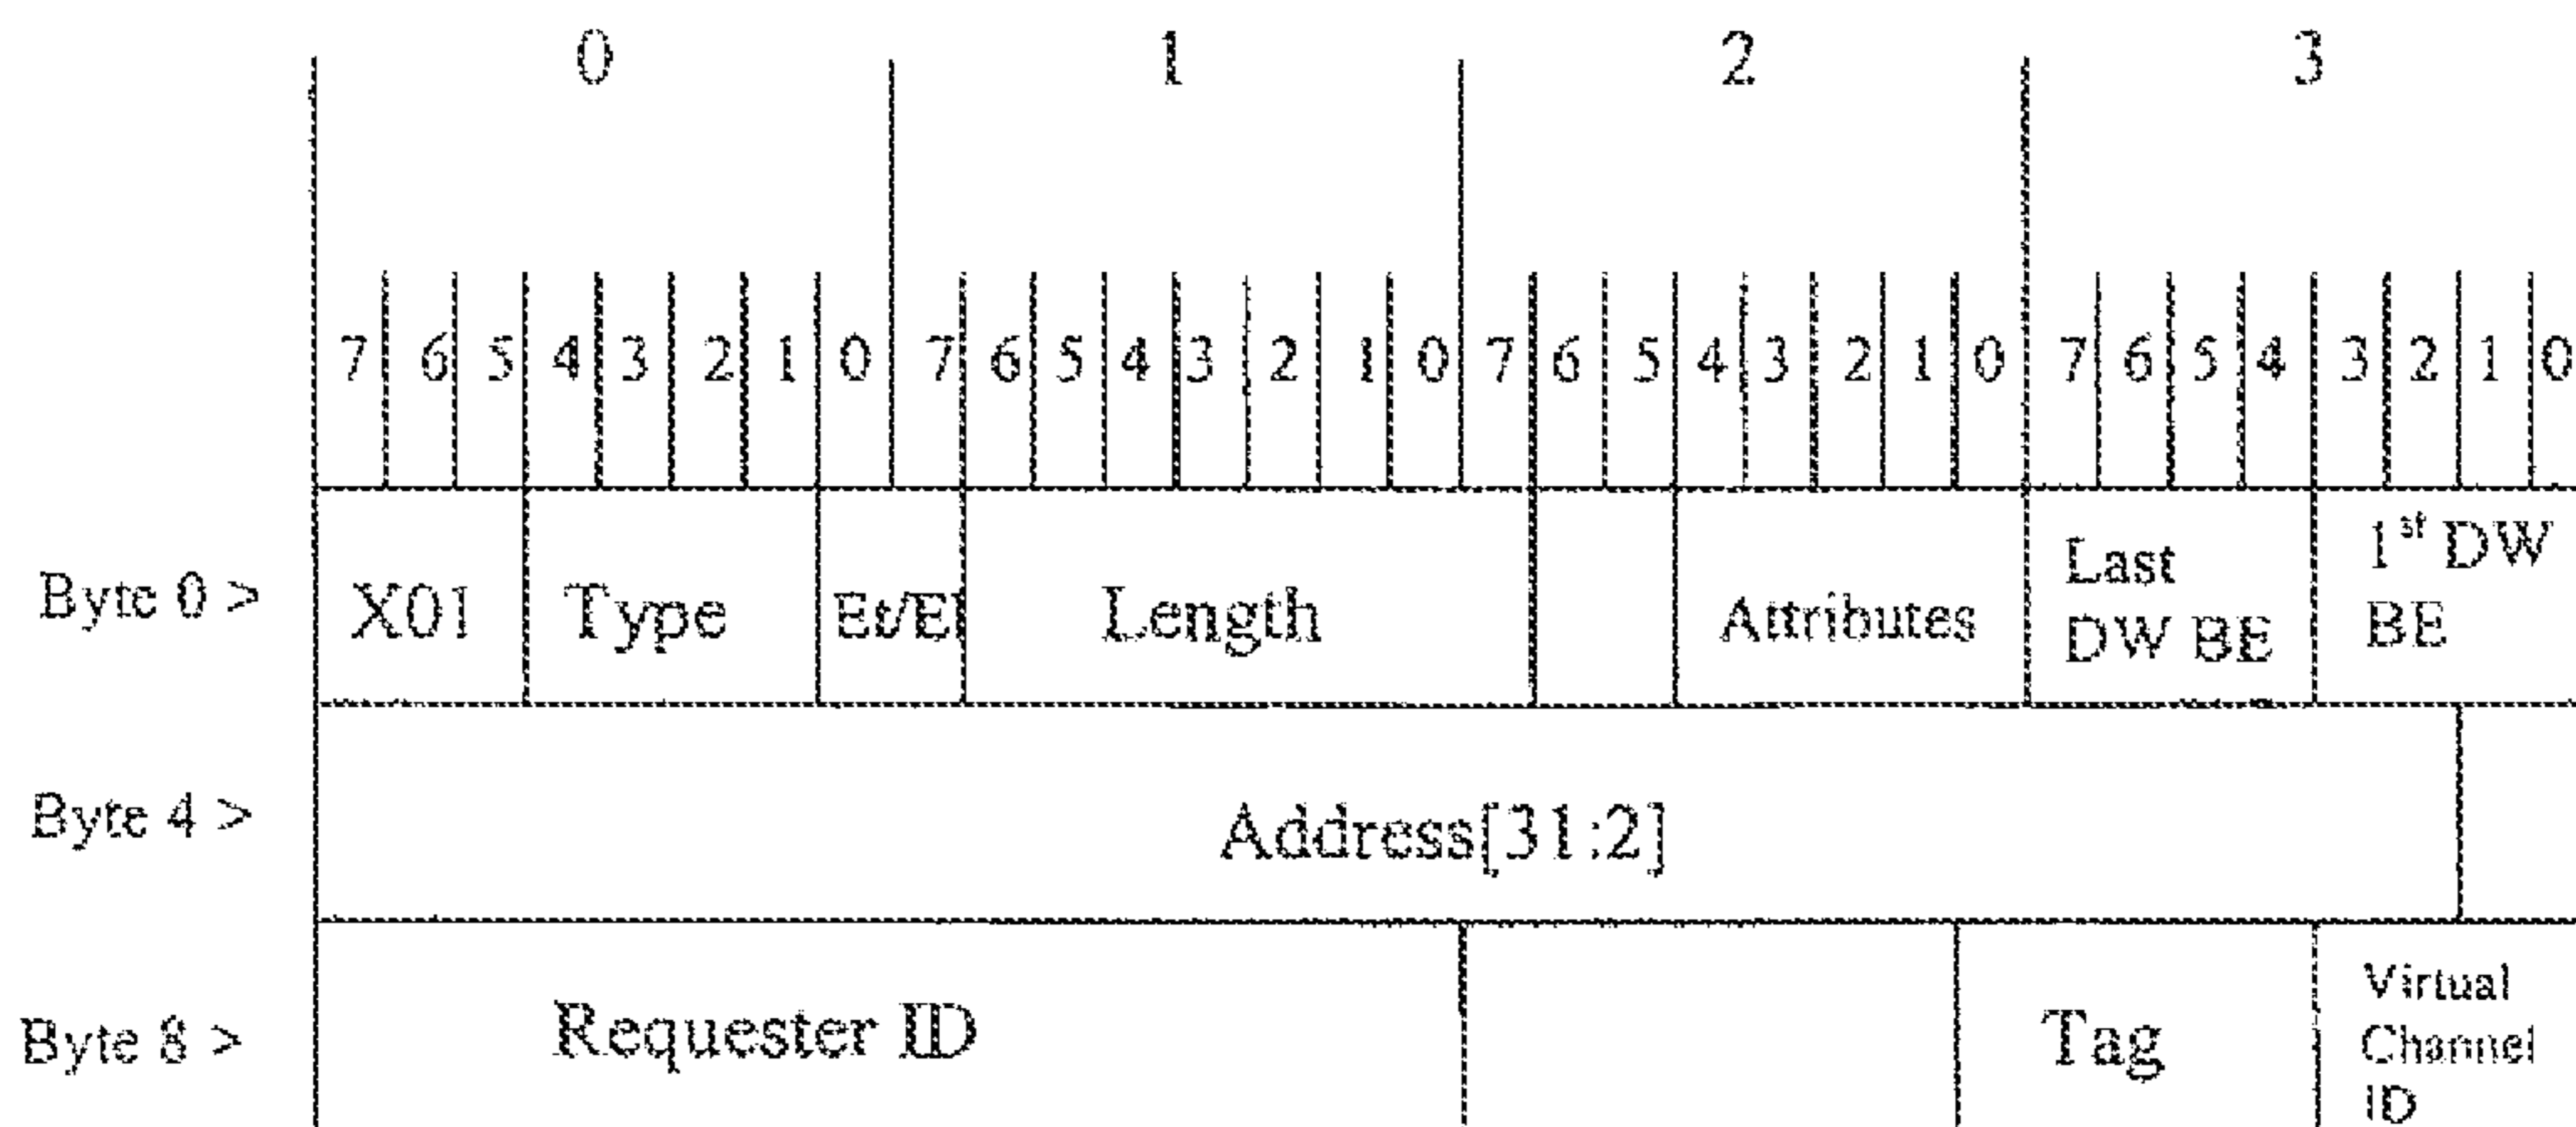 0 1 2 3
7 6 5 4 3 2 1 0 7 6 5 4 3 2 1 0 7 6 5 4 3 2 1 0 7 6 5 4 3 2 1 0
Byte 0 >
X01
Type
Et/El
Length
Attributes
Last
DW BE
1st DW
BE
Byte 4 >
Address[31:2]
Byte 8 >
Requester ID
Tag
Virtual
Channel
ID